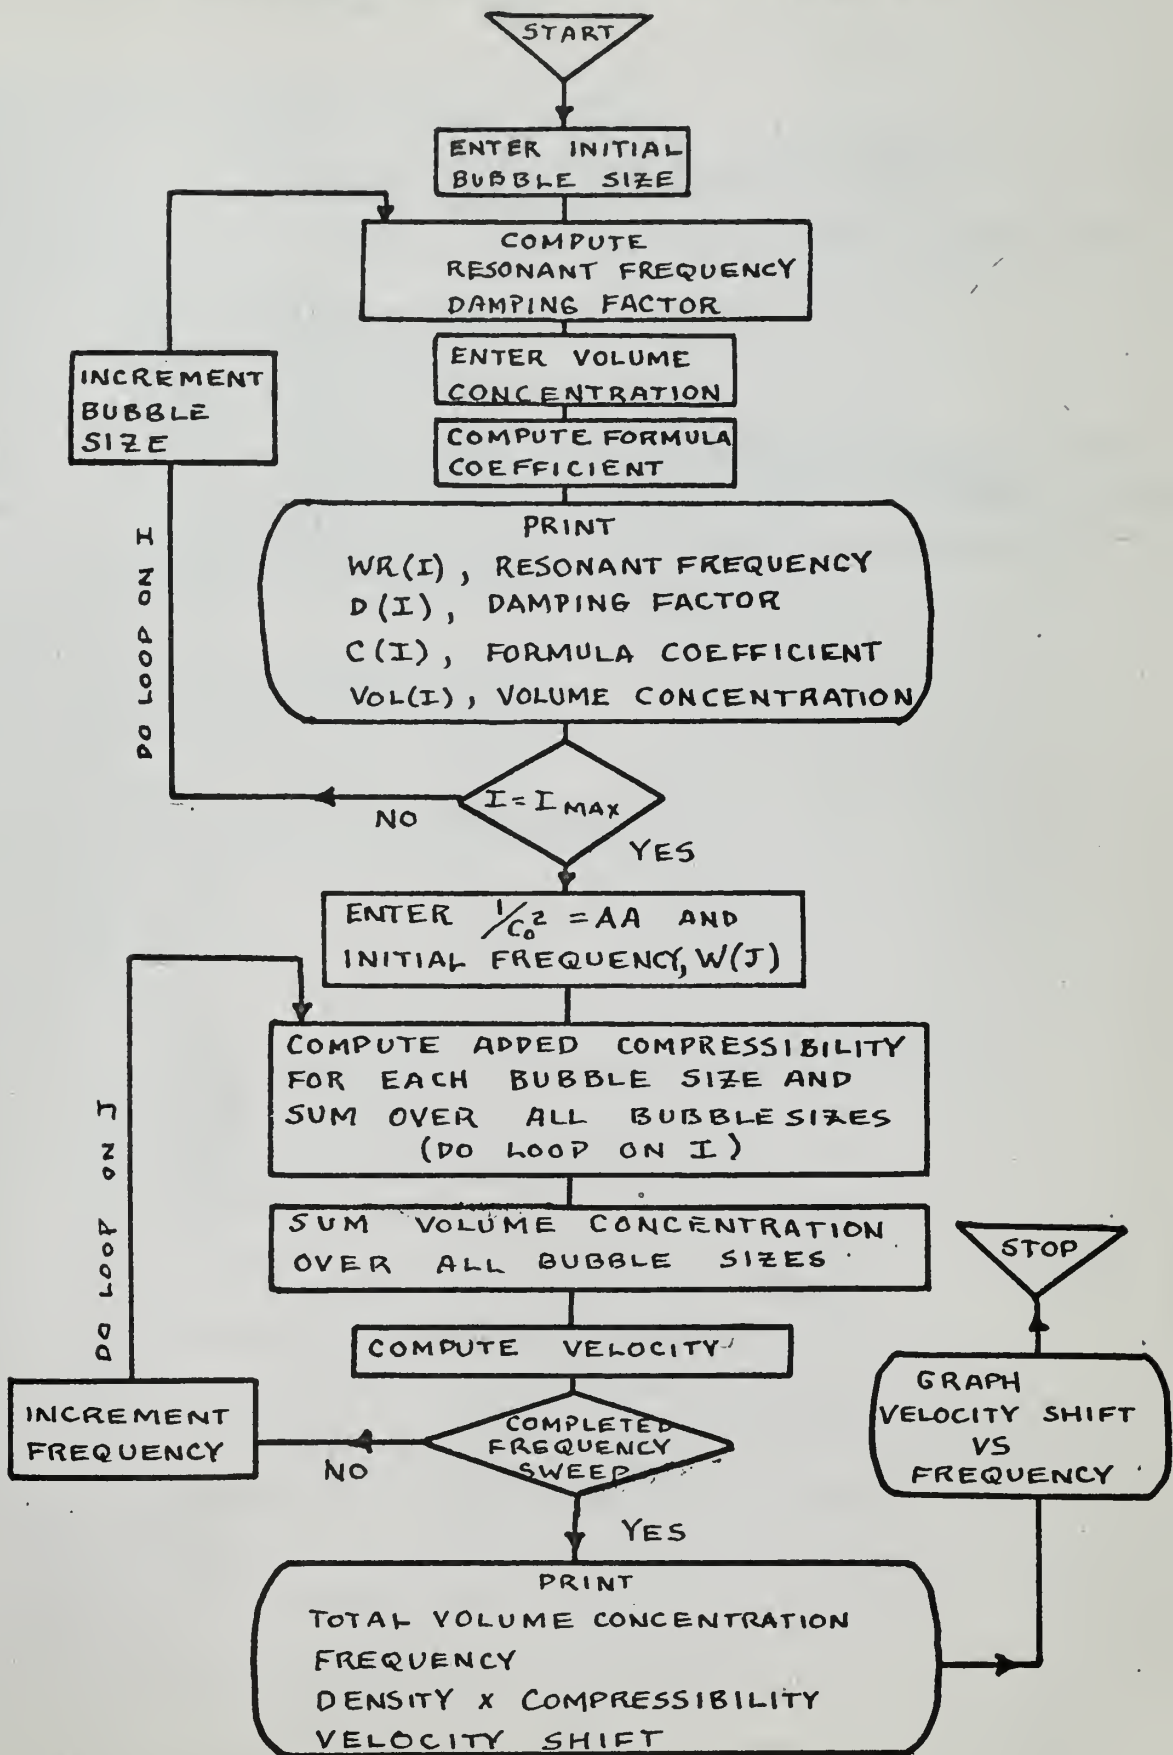 START
ENTER INITIAL
BUBBLE SIZE
COMPUTE
RESONANT FREQUENCY
DAMPING FACTOR
ENTER VOLUME
CONCENTRATION
COMPUTE FORMULA
COEFFICIENT
INCREMENT
BUBBLE
SIZE
DO LOOP ON I
PRINT
WR(I), RESONANT FREQUENCY
D(I), DAMPING FACTOR
C(I), FORMULA COEFFICIENT
VOL(I), VOLUME CONCENTRATION
I = I MAX
NO
YES
ENTER 1/C₀² = AA AND
INITIAL FREQUENCY, W(J)
COMPUTE ADDED COMPRESSIBILITY
FOR EACH BUBBLE SIZE AND
SUM OVER ALL BUBBLE SIZES
(DO LOOP ON I)
DO LOOP ON J
SUM VOLUME CONCENTRATION
OVER ALL BUBBLE SIZES
COMPUTE VELOCITY
COMPLETED
FREQUENCY
SWEEP
NO
INCREMENT
FREQUENCY
YES
PRINT
TOTAL VOLUME CONCENTRATION
FREQUENCY
DENSITY X COMPRESSIBILITY
VELOCITY SHIFT
GRAPH
VELOCITY SHIFT
VS
FREQUENCY
STOP